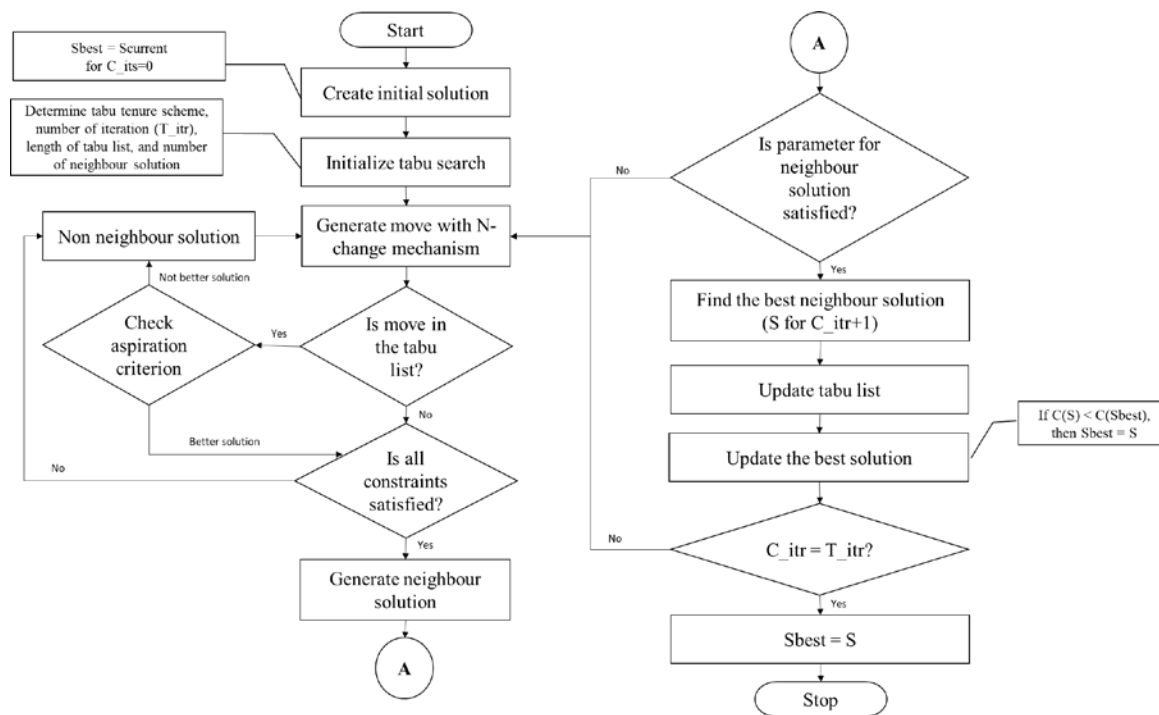 Start
Sbest = Scurrent
for C_its=0
Create initial solution
Determine tabu tenure scheme,
number of iteration (T_itr),
length of tabu list, and number
of neighbour solution
Initialize tabu search
Non neighbour solution
Generate move with N-
change mechanism
Not better solution
Check
aspiration
criterion
Yes
Is move in
the tabu
list?
No
Better solution
No
Is all
constraints
satisfied?
Yes
Generate neighbour
solution
A
A
Is parameter for
neighbour
solution
satisfied?
No
Yes
Find the best neighbour solution
(S for C_itr+1)
Update tabu list
Update the best solution
If C(S) < C(Sbest),
then Sbest = S
C_itr = T_itr?
No
Yes
Sbest = S
Stop